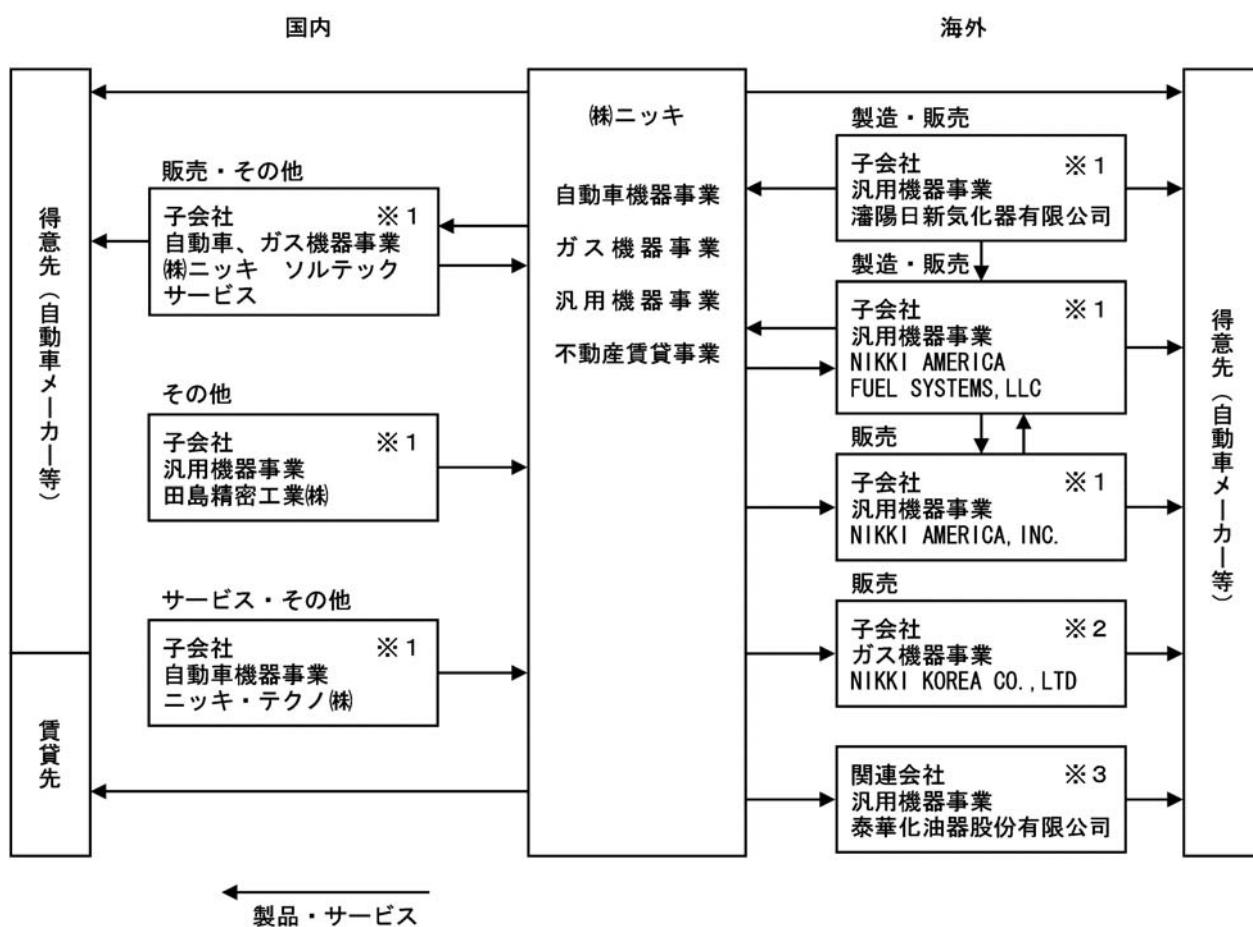 国内
海外
得意先（自動車メーカー等）
賃貸先
販売・その他
子会社 ※1
自動車、ガス機器事業
㈱ニッキ　ソルテック
サービス
その他
子会社 ※1
汎用機器事業
田島精密工業㈱
サービス・その他
子会社 ※1
自動車機器事業
ニッキ・テクノ㈱
㈱ニッキ
自動車機器事業
ガス機器事業
汎用機器事業
不動産賃貸事業
製造・販売
子会社 ※1
汎用機器事業
瀋陽日新気化器有限公司
製造・販売
子会社 ※1
汎用機器事業
NIKKI AMERICA
FUEL SYSTEMS,LLC
販売
子会社 ※1
汎用機器事業
NIKKI AMERICA,INC.
販売
子会社 ※2
ガス機器事業
NIKKI KOREA CO.,LTD
関連会社 ※3
汎用機器事業
泰華化油器股份有限公司
得意先（自動車メーカー等）
製品・サービス